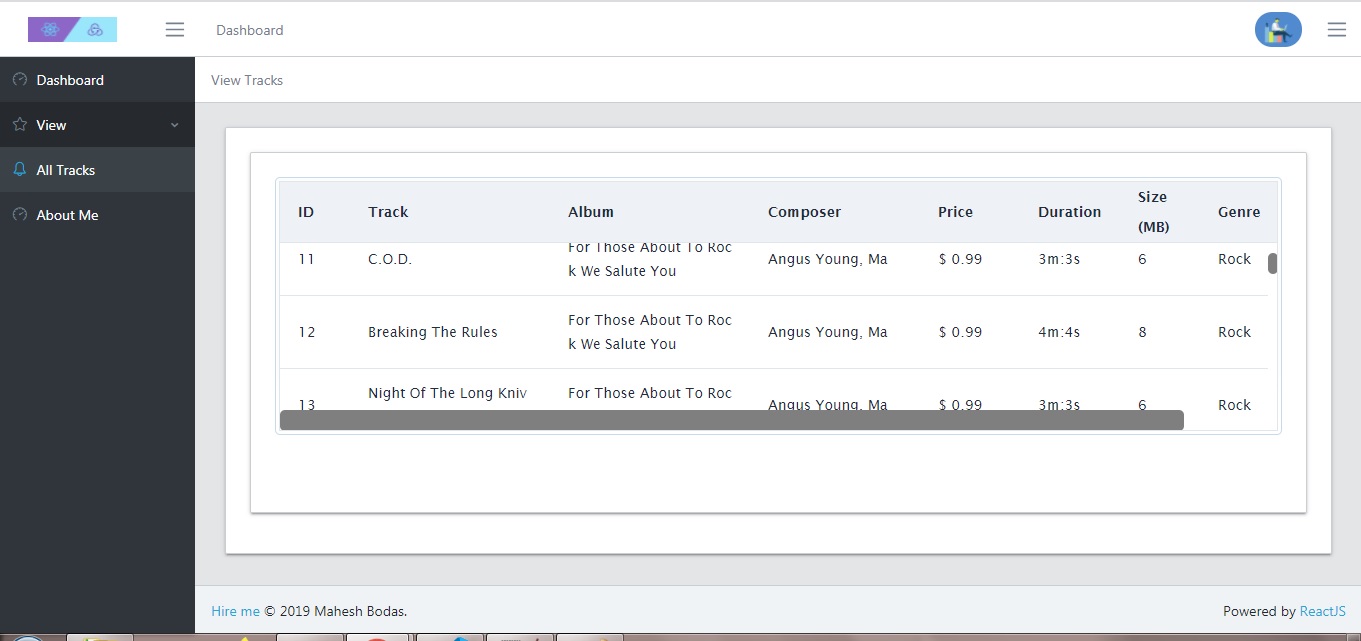 Dashboard
View Tracks
Dashboard
View
All Tracks
About Me
ID Track Album Composer Price Duration Size (MB) Genre
For Those About To Roc
11 C.O.D. Angus Young, Ma $ 0.99 3m:3s 6 Rock
k We Salute You
For Those About To Roc
12 Breaking The Rules Angus Young, Ma $ 0.99 4m:4s 8 Rock
k We Salute You
Night Of The Long Kniv For Those About To Roc
13 Angus Young, Ma $ 0.99 3m:3s 6 Rock
Hire me © 2019 Mahesh Bodas. Powered by ReactJS